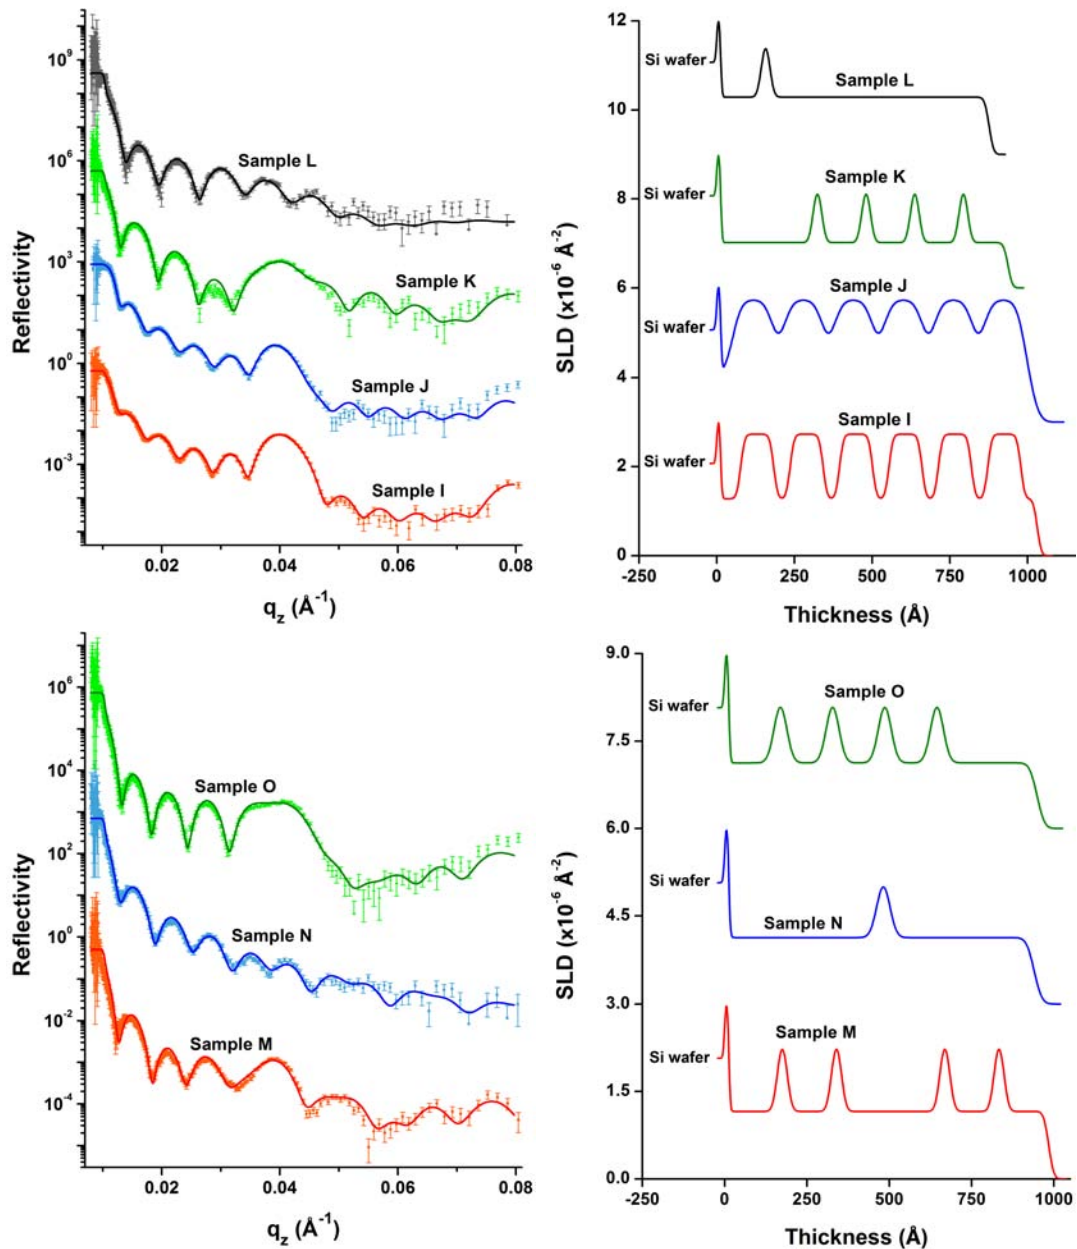 10⁹
10⁶
10³
10⁰
10⁻³
Reflectivity
Sample L
Sample K
Sample J
Sample I
0.02
0.04
0.06
0.08
q_z (Å⁻¹)
12
10
8
6
4
2
0
SLD (x10⁻⁶ Å⁻²)
Si wafer
Sample L
Sample K
Si wafer
Sample J
Si wafer
Sample I
Si wafer
-250
0
250
500
750
1000
Thickness (Å)
10⁶
10⁴
10²
10⁰
10⁻²
10⁻⁴
Reflectivity
Sample O
Sample N
Sample M
0.02
0.04
0.06
0.08
q_z (Å⁻¹)
9.0
7.5
6.0
4.5
3.0
1.5
0.0
SLD (x10⁻⁶ Å⁻²)
Sample O
Si wafer
Si wafer
Sample N
Sample M
Si wafer
-250
0
250
500
750
1000
Thickness (Å)